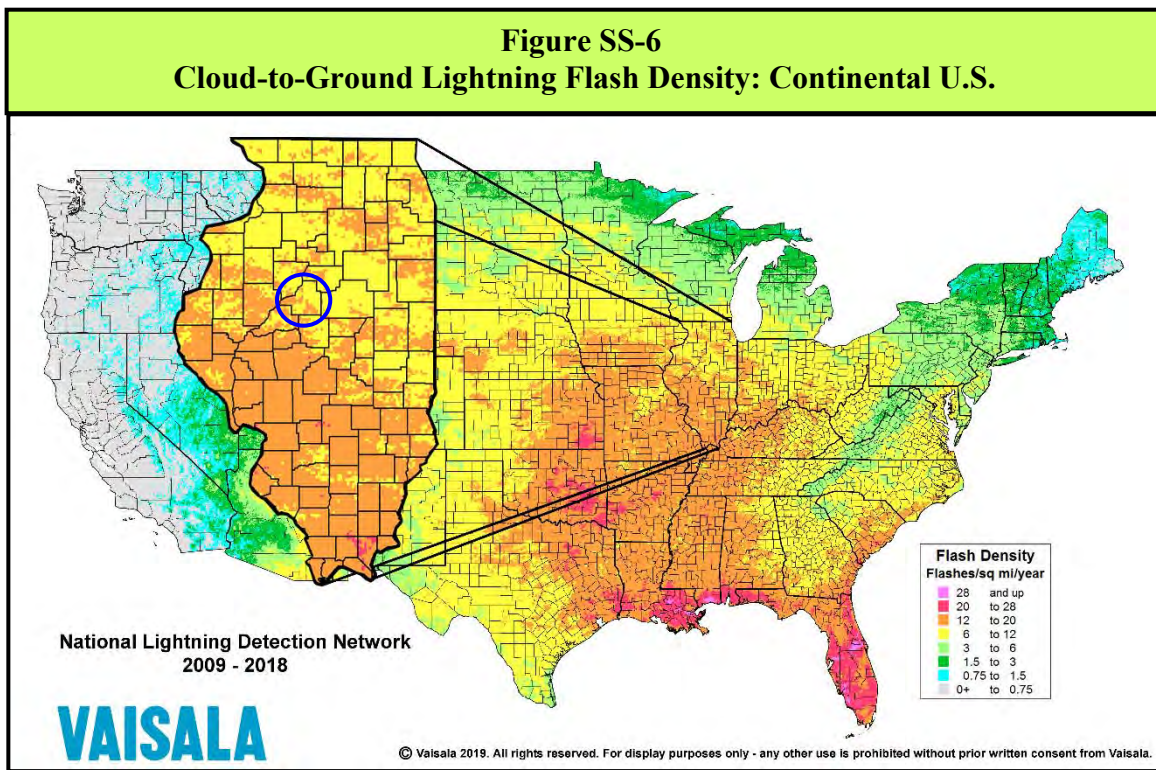 Figure SS-6
Cloud-to-Ground Lightning Flash Density: Continental U.S.
Flash Density
Flashes/sq mi/year
28 and up
20 to 28
12 to 20
6 to 12
3 to 6
1.5 to 3
0.75 to 1.5
0+ to 0.75
National Lightning Detection Network
2009 - 2018
VAISALA
© Vaisala 2019. All rights reserved. For display purposes only - any other use is prohibited without prior written consent from Vaisala.